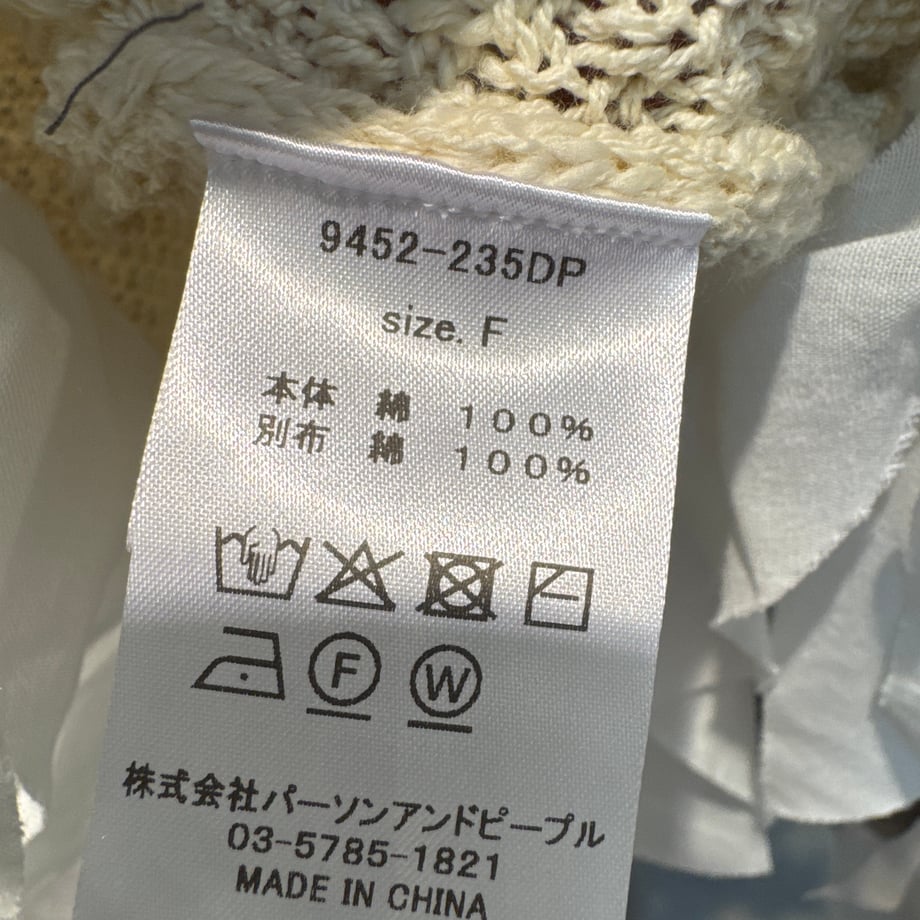 9452-235DP
size. F
本体 綿 100%
別布 綿 100%
F W
株式会社パーソンアンドピープル
03-5785-1821
MADE IN CHINA